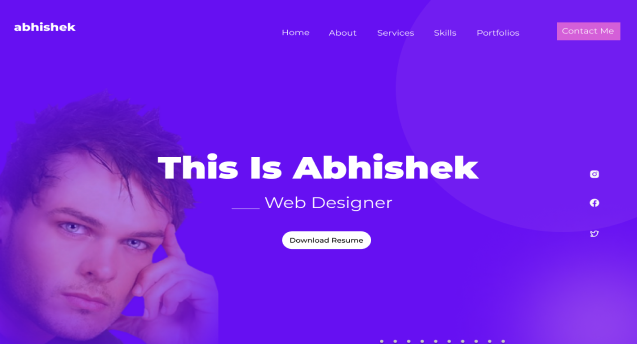 abhishek
Home
About
Services
Skills
Portfolios
Contact Me
This Is Abhishek
___ Web Designer
Download Resume